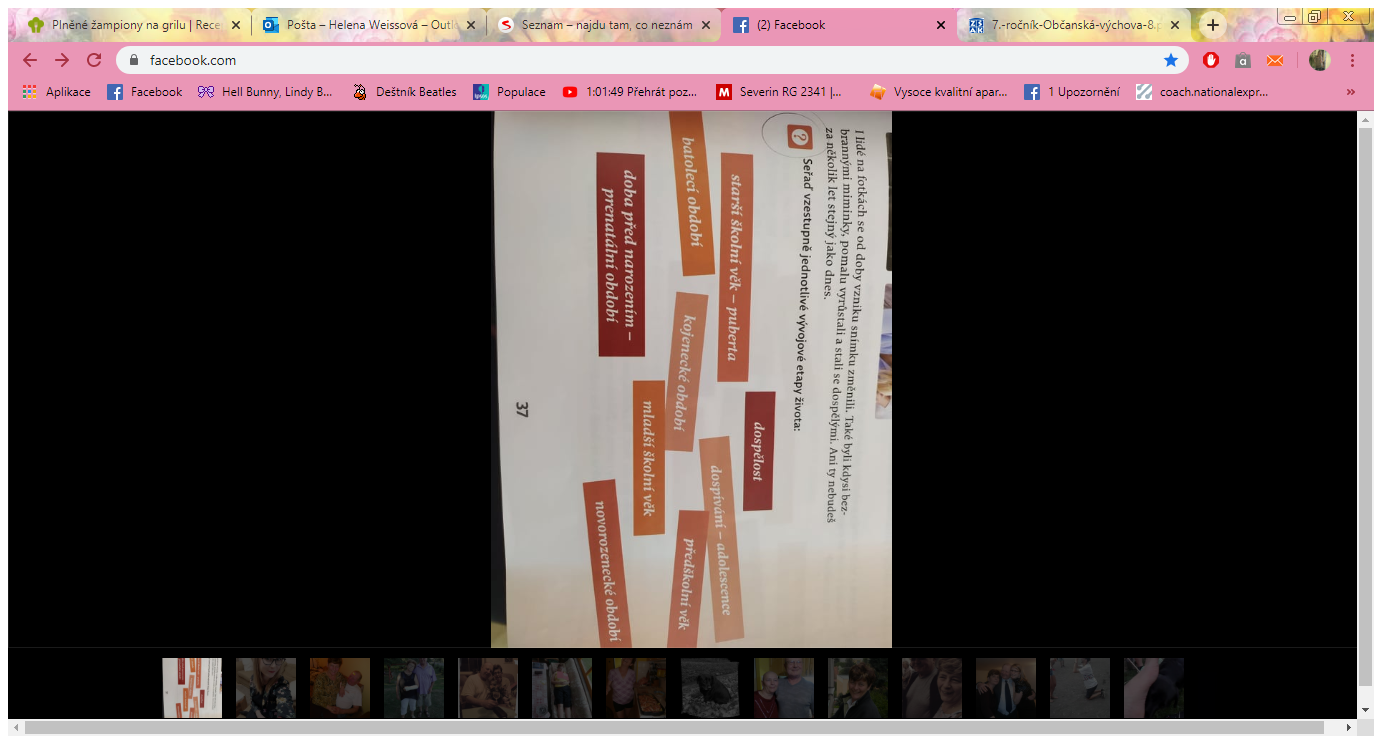 Plněné žampiony na grilu | Rece
Pošta – Helena Weissová – Outl
Seznam – najdu tam, co neznám
(2) Facebook
7.-ročník-Občanská-výchova-8.p
facebook.com
Aplikace
Facebook
Hell Bunny, Lindy B...
Deštník Beatles
Populace
1:01:49 Přehrát poz...
Severin RG 2341 |...
Vysoce kvalitní apar...
1 Upozornění
coach.nationalexpr...
»
I lidé na fotkách se od doby vzniku snímku změnili. Také byli kdysi bez-
brannými miminky, pomalu vyrůstali a stali se dospělými. Ani ty nebudeš
za několik let stejný jako dnes.
? Seřaď vzestupně jednotlivé vývojové etapy života:
dospělost
starší školní věk – puberta
dospívání – adolescence
batolecí období
kojenecké období
předškolní věk
mladší školní věk
doba před narozením –
prenatální období
novorozenecké období
37